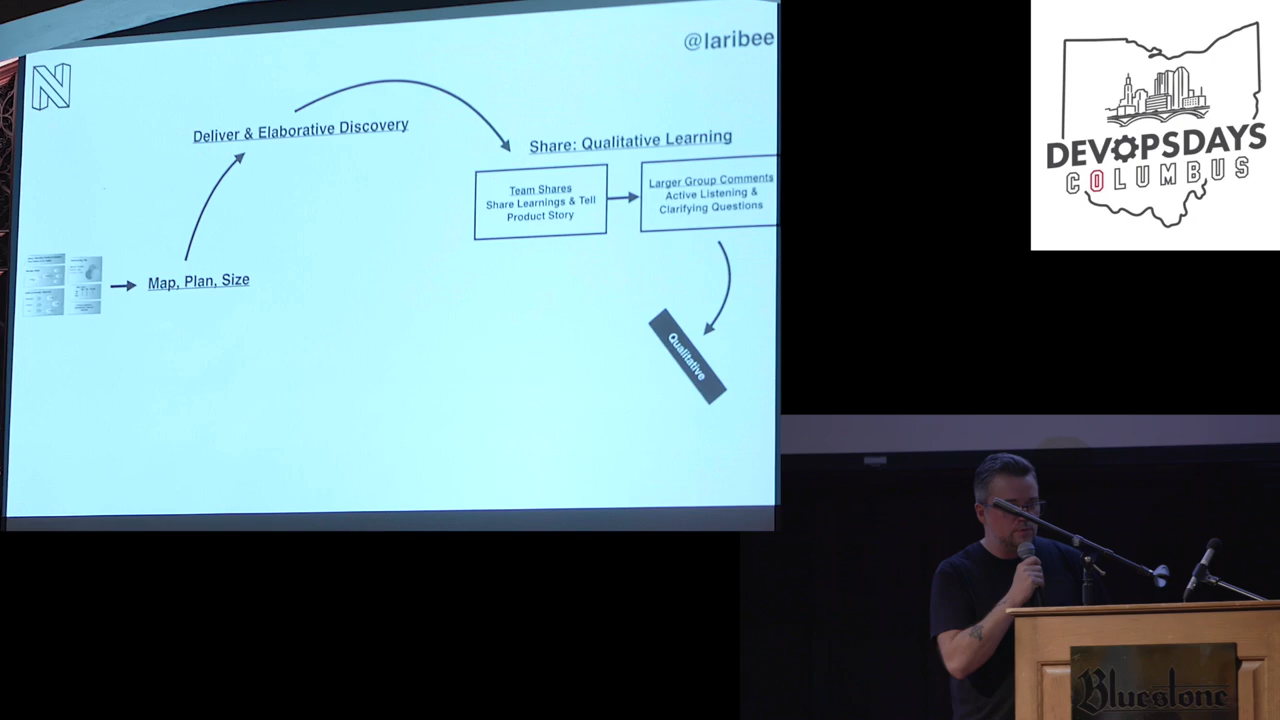 @laribee
N
Deliver & Elaborative Discovery
Share: Qualitative Learning
Team Shares
Share Learnings & Tell
Product Story
Larger Group Comments
Active Listening &
Clarifying Questions
Map, Plan, Size
Qualitative
DEVOPSDAYS
COLUMBUS
Bluestone